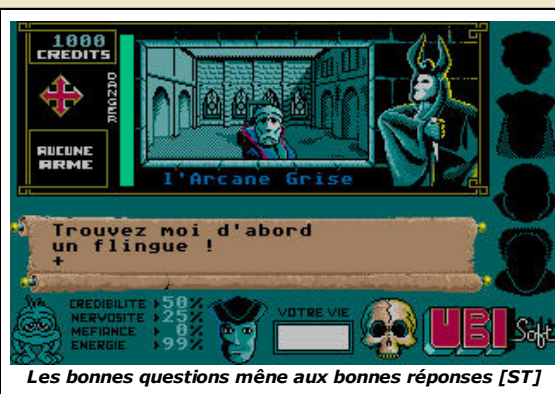 1000
CREDITS
DANGER
AUCUNE
ARME
l'Arcane Grise
Trouvez moi d'abord
un flingue !
+
CREDIBILITE 50%
NERVOSITE 25%
MEFIANCE 0%
ENERGIE 99%
VOTRE VIE
UBI Soft
Les bonnes questions mêne aux bonnes réponses [ST]